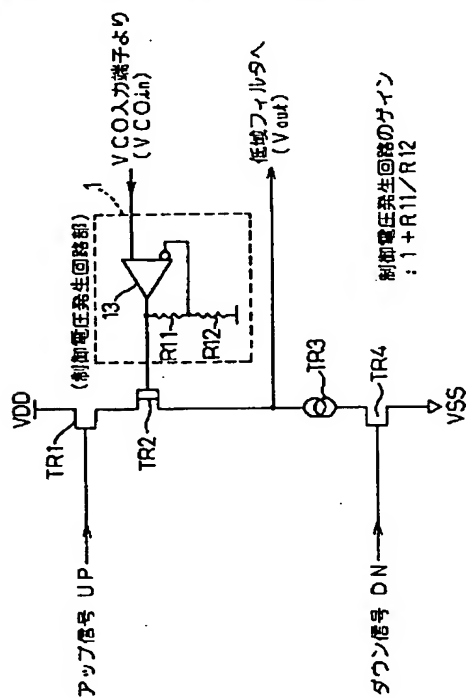 VCO入力端子より
(VCO.in)
低域フィルタへ
(Vout)
1
(制御電圧発生回路部)
13
R11
R12
制御電圧発生回路のゲイン
: 1+R11/R12
VDD
TR1
TR2
TR3
TR4
VSS
アップ信号 UP
ダウン信号 DN